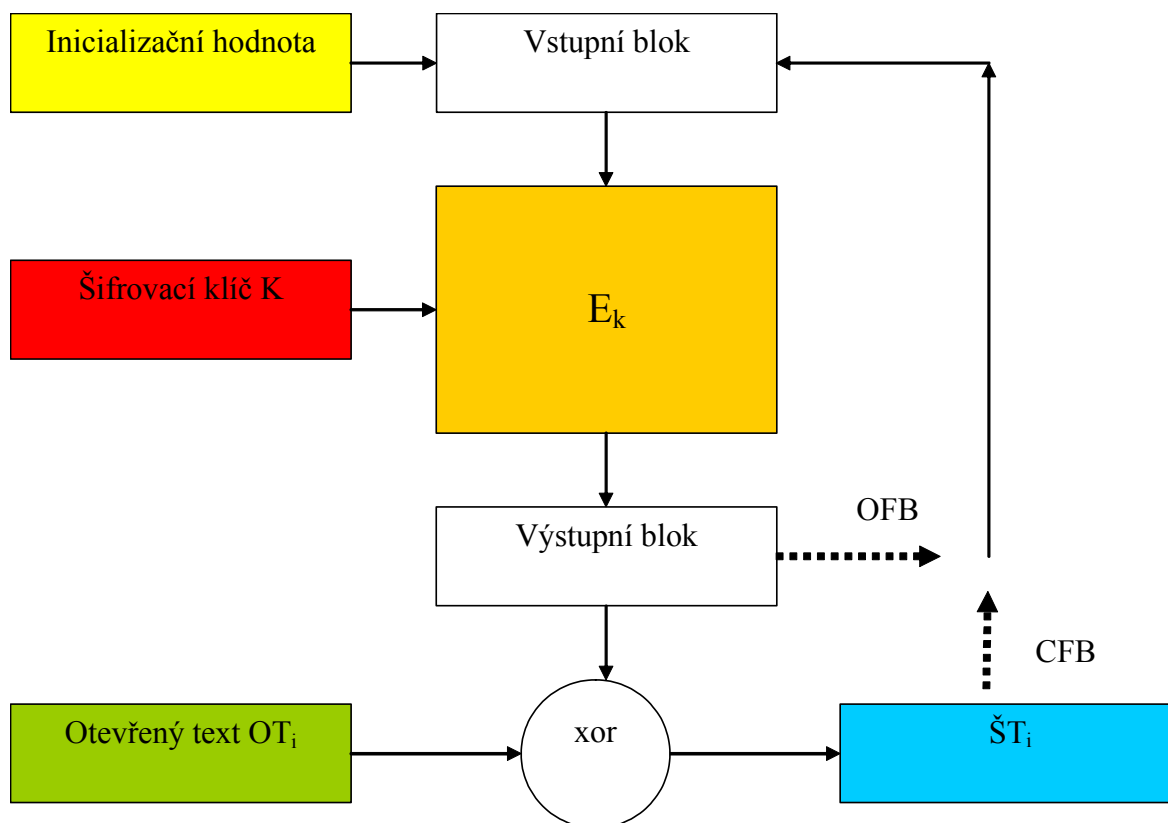 Inicializační hodnota
Vstupní blok
Šifrovací klíč K
Eₖ
Výstupní blok
OFB
CFB
Otevřený text OTᵢ
xor
ŠTᵢ